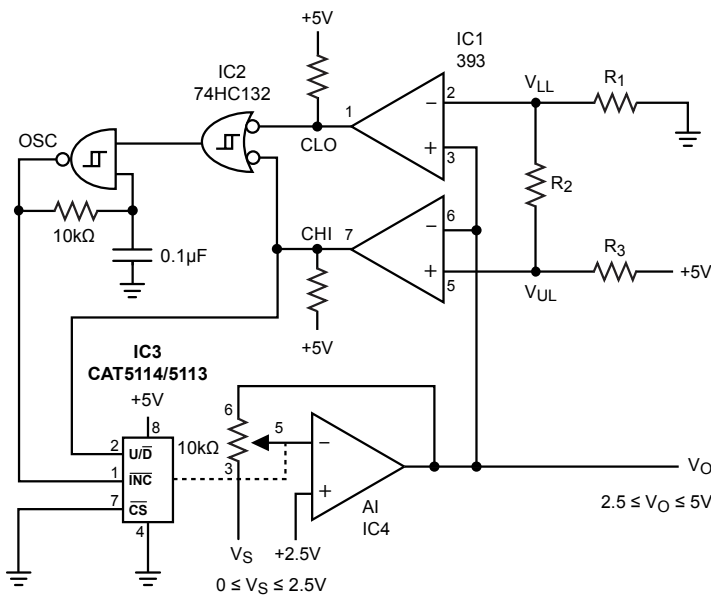 +5V
IC1
393
IC2
74HC132
V_LL
R1
2
−
1
OSC
CLO
+
3
R2
CHI
7
6
−
R3
10kΩ
0.1µF
+
5
+5V
V_UL
+5V
IC3
CAT5114/5113
+5V
8
6
5
2
U/D̅
10kΩ
−
1
I̅N̅C̅
3
7
C̅S̅
+
V_O
4
AI
IC4
V_S
+2.5V
2.5 ≤ V_O ≤ 5V
0 ≤ V_S ≤ 2.5V